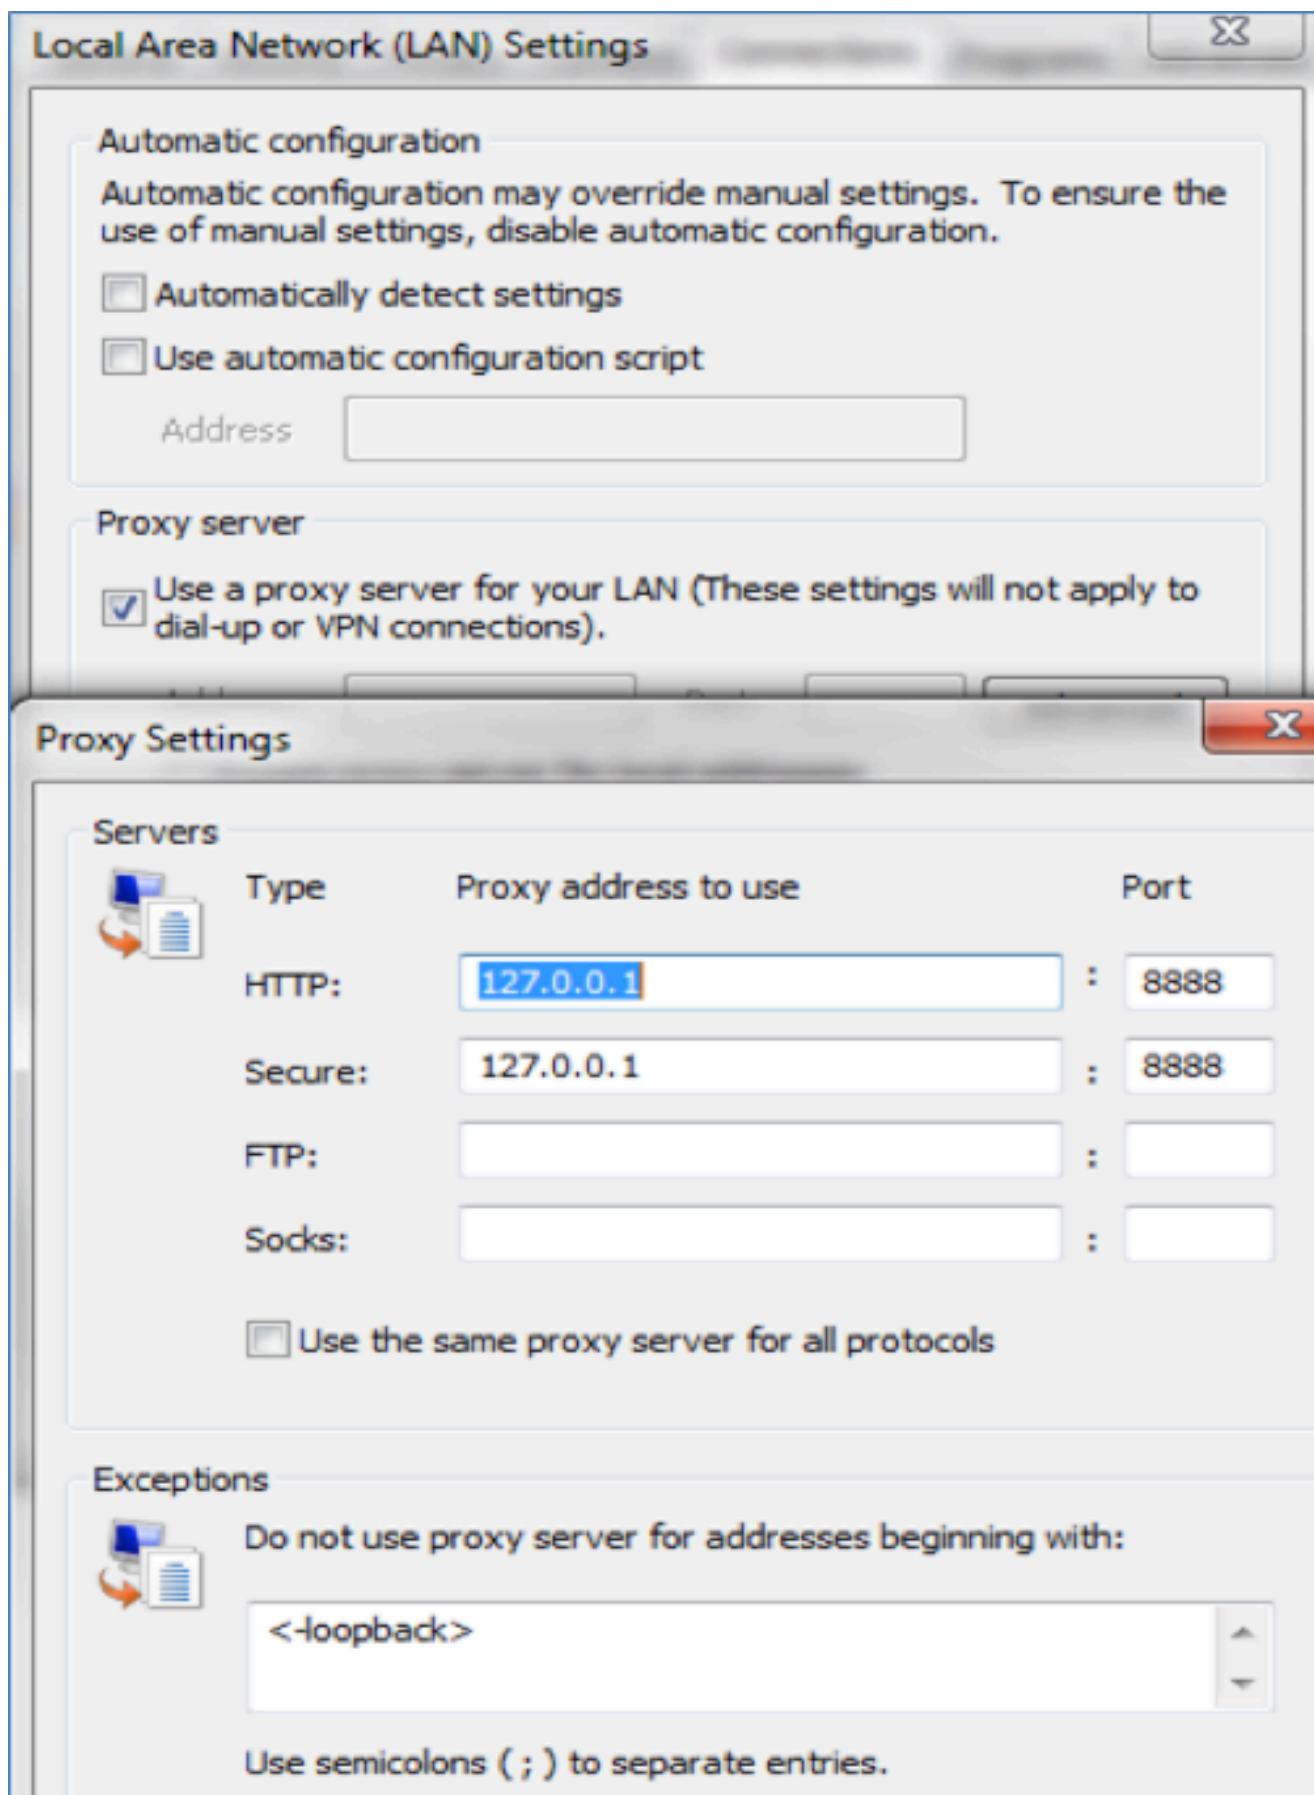 Local Area Network (LAN) Settings
Automatic configuration
Automatic configuration may override manual settings. To ensure the
use of manual settings, disable automatic configuration.
Automatically detect settings
Use automatic configuration script
Address
Proxy server
Use a proxy server for your LAN (These settings will not apply to
dial-up or VPN connections).
Proxy Settings
Servers
Type Proxy address to use Port
HTTP: 127.0.0.1 : 8888
Secure: 127.0.0.1 : 8888
FTP: :
Socks: :
Use the same proxy server for all protocols
Exceptions
Do not use proxy server for addresses beginning with:
<-loopback>
Use semicolons ( ; ) to separate entries.